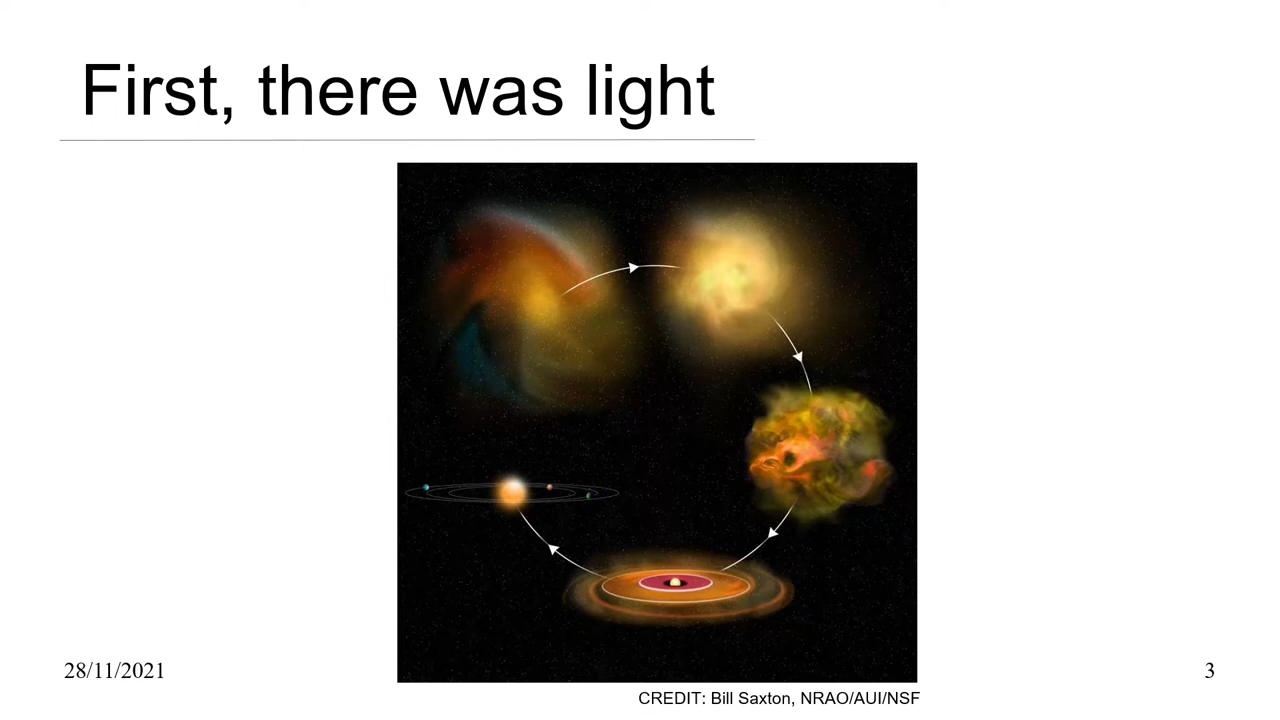 First, there was light
28/11/2021
3
CREDIT: Bill Saxton, NRAO/AUI/NSF